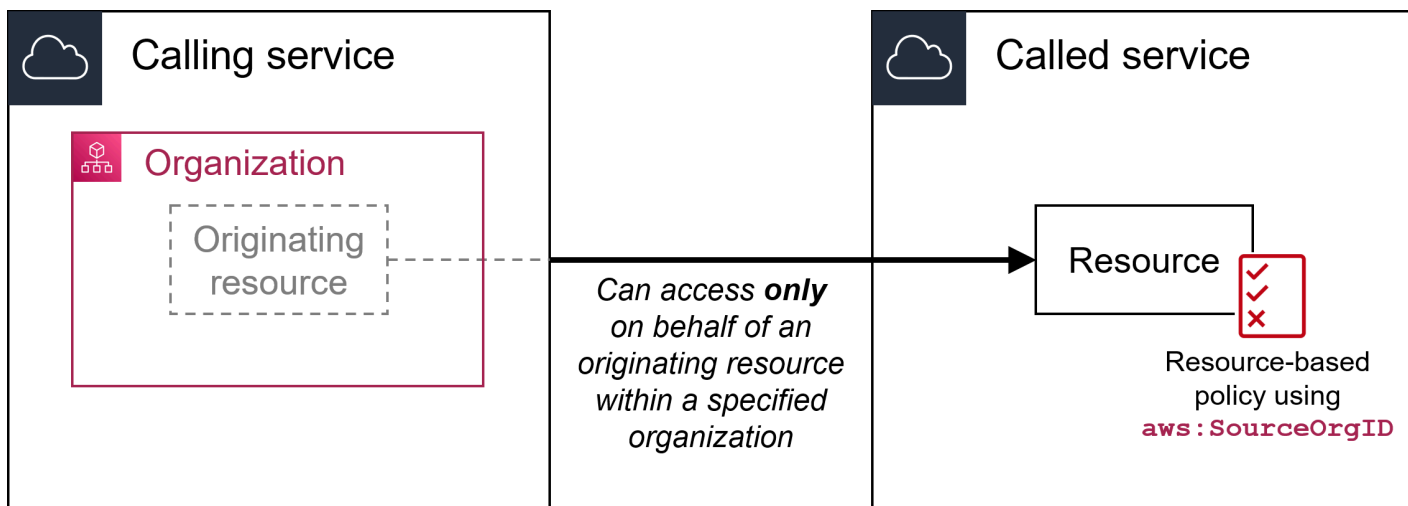 Calling service
Organization
Originating
resource
Can access only
on behalf of an
originating resource
within a specified
organization
Called service
Resource
Resource-based
policy using
aws:SourceOrgID